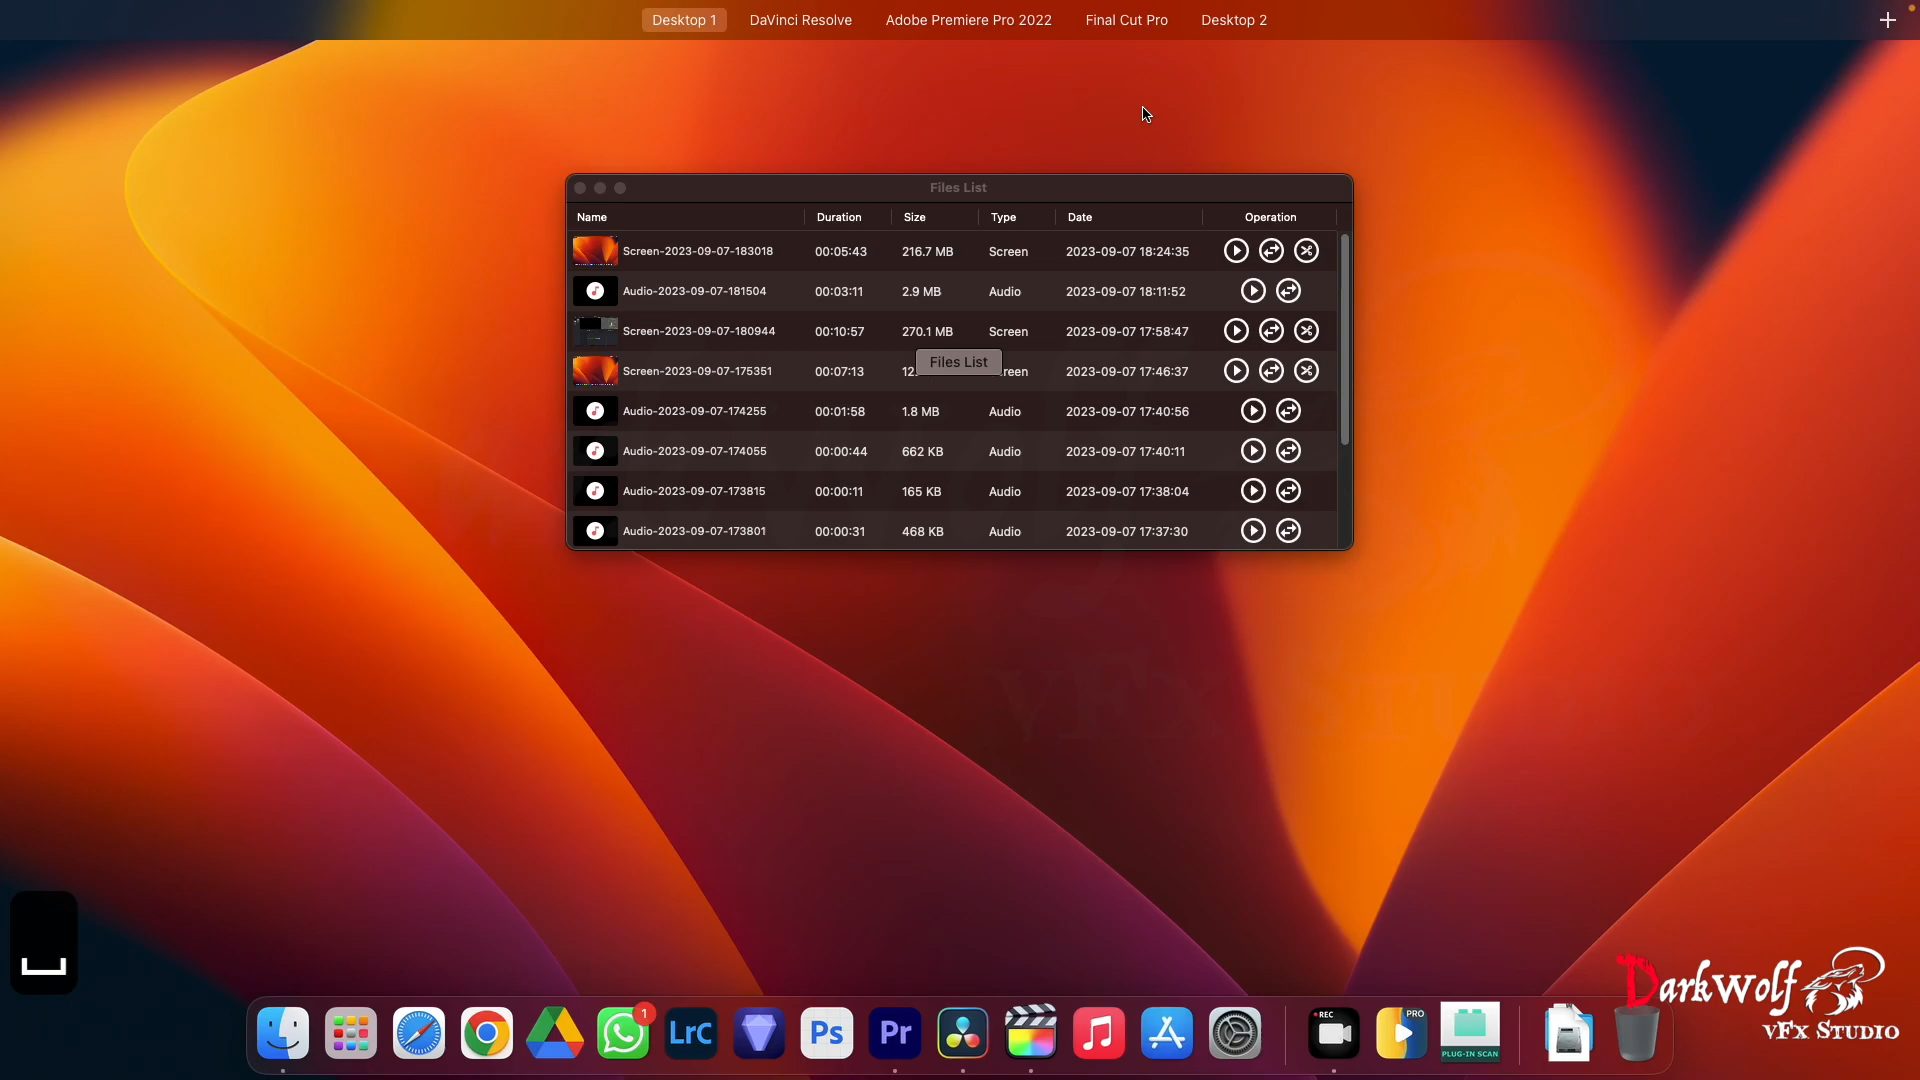 Desktop 1 DaVinci Resolve Adobe Premiere Pro 2022 Final Cut Pro Desktop 2
Files List
Name Duration Size Type Date Operation
Screen-2023-09-07-183018 00:05:43 216.7 MB Screen 2023-09-07 18:24:35
Audio-2023-09-07-181504 00:03:11 2.9 MB Audio 2023-09-07 18:11:52
Screen-2023-09-07-180944 00:10:57 270.1 MB Screen 2023-09-07 17:58:47
Files List
Screen-2023-09-07-175351 00:07:13 2023-09-07 17:46:37
Audio-2023-09-07-174255 00:01:58 1.8 MB Audio 2023-09-07 17:40:56
Audio-2023-09-07-174055 00:00:44 662 KB Audio 2023-09-07 17:40:11
Audio-2023-09-07-173815 00:00:11 165 KB Audio 2023-09-07 17:38:04
Audio-2023-09-07-173801 00:00:31 468 KB Audio 2023-09-07 17:37:30
DarkWolf
vFx Studio
1 LrC Ps Pr REC PRO PLUG-IN SCAN